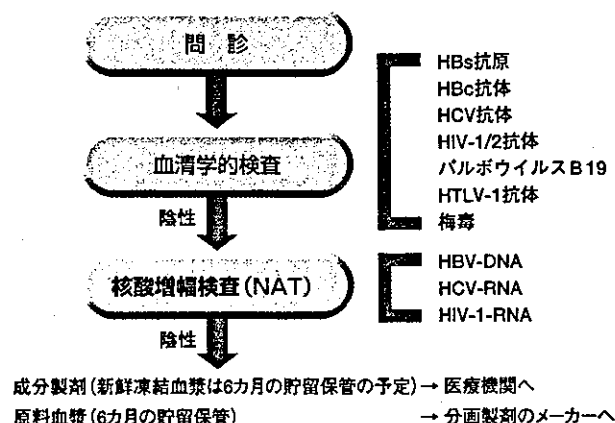 問診
血清学的検査
陰性
核酸増幅検査(NAT)
陰性
HBs抗原
HBc抗体
HCV抗体
HIV-1/2抗体
パルボウイルスB19
HTLV-1抗体
梅毒
HBV-DNA
HCV-RNA
HIV-1-RNA
成分製剤(新鮮凍結血漿は6カ月の貯留保管の予定)→ 医療機関へ
原料血漿(6カ月の貯留保管) → 分画製剤のメーカーへ